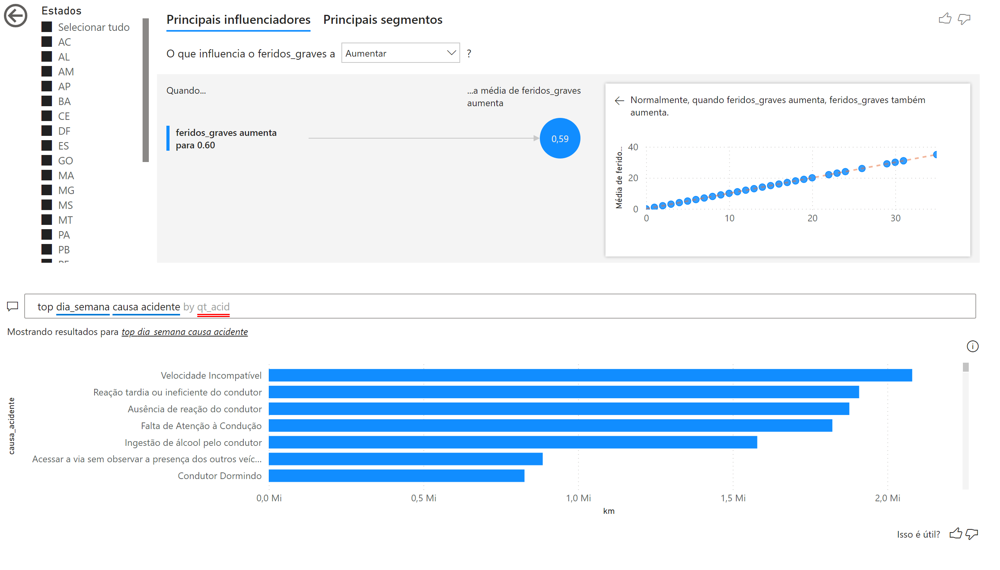 Estados
Selecionar tudo
AC
AL
AM
AP
BA
CE
DF
ES
GO
MA
MG
MS
MT
PA
PB
Principais influenciadores
Principais segmentos
O que influencia o feridos_graves a
Aumentar
?
Quando...
...a média de feridos_graves
aumenta
feridos_graves aumenta
para 0.60
0,59
Normalmente, quando feridos_graves aumenta, feridos_graves também
aumenta.
Média de ferido...
40
20
0
0
10
20
30
top dia_semana causa acidente by qt_acid
Mostrando resultados para top dia_semana causa acidente
causa_acidente
Velocidade Incompatível
Reação tardia ou ineficiente do condutor
Ausência de reação do condutor
Falta de Atenção à Condução
Ingestão de álcool pelo condutor
Acessar a via sem observar a presença dos outros veíc...
Condutor Dormindo
0,0 Mi
0,5 Mi
1,0 Mi
1,5 Mi
2,0 Mi
km
Isso é útil?